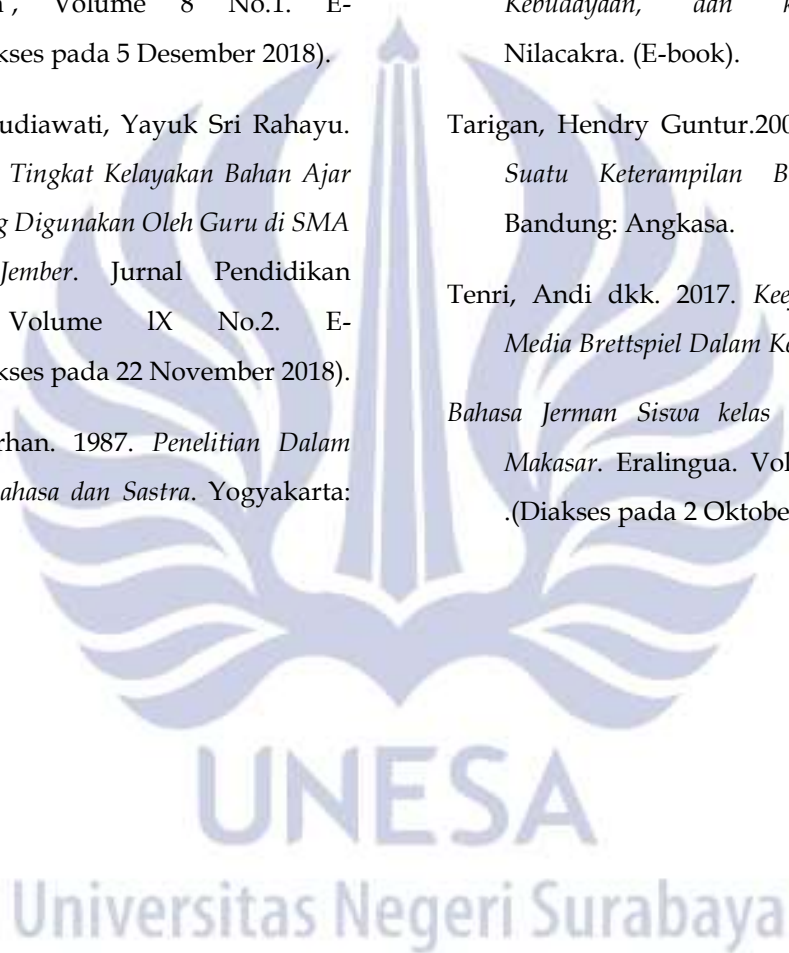 Volume 8 No.1. E-
kses pada 5 Desember 2018).
udiawati, Yayuk Sri Rahayu.
Tingkat Kelayakan Bahan Ajar
g Digunakan Oleh Guru di SMA
Jember. Jurnal Pendidikan
Volume lX No.2. E-
kses pada 22 November 2018).
rhan. 1987. Penelitian Dalam
ahasa dan Sastra. Yogyakarta:
Kebudayaan, dan k
Nilacakra. (E-book).
Tarigan, Hendry Guntur.200
Suatu Keterampilan B
Bandung: Angkasa.
Tenri, Andi dkk. 2017. Keef
Media Brettspiel Dalam Ke
Bahasa Jerman Siswa kelas
Makasar. Eralingua. Vol
.(Diakses pada 2 Oktobe
UNESA
Universitas Negeri Surabaya